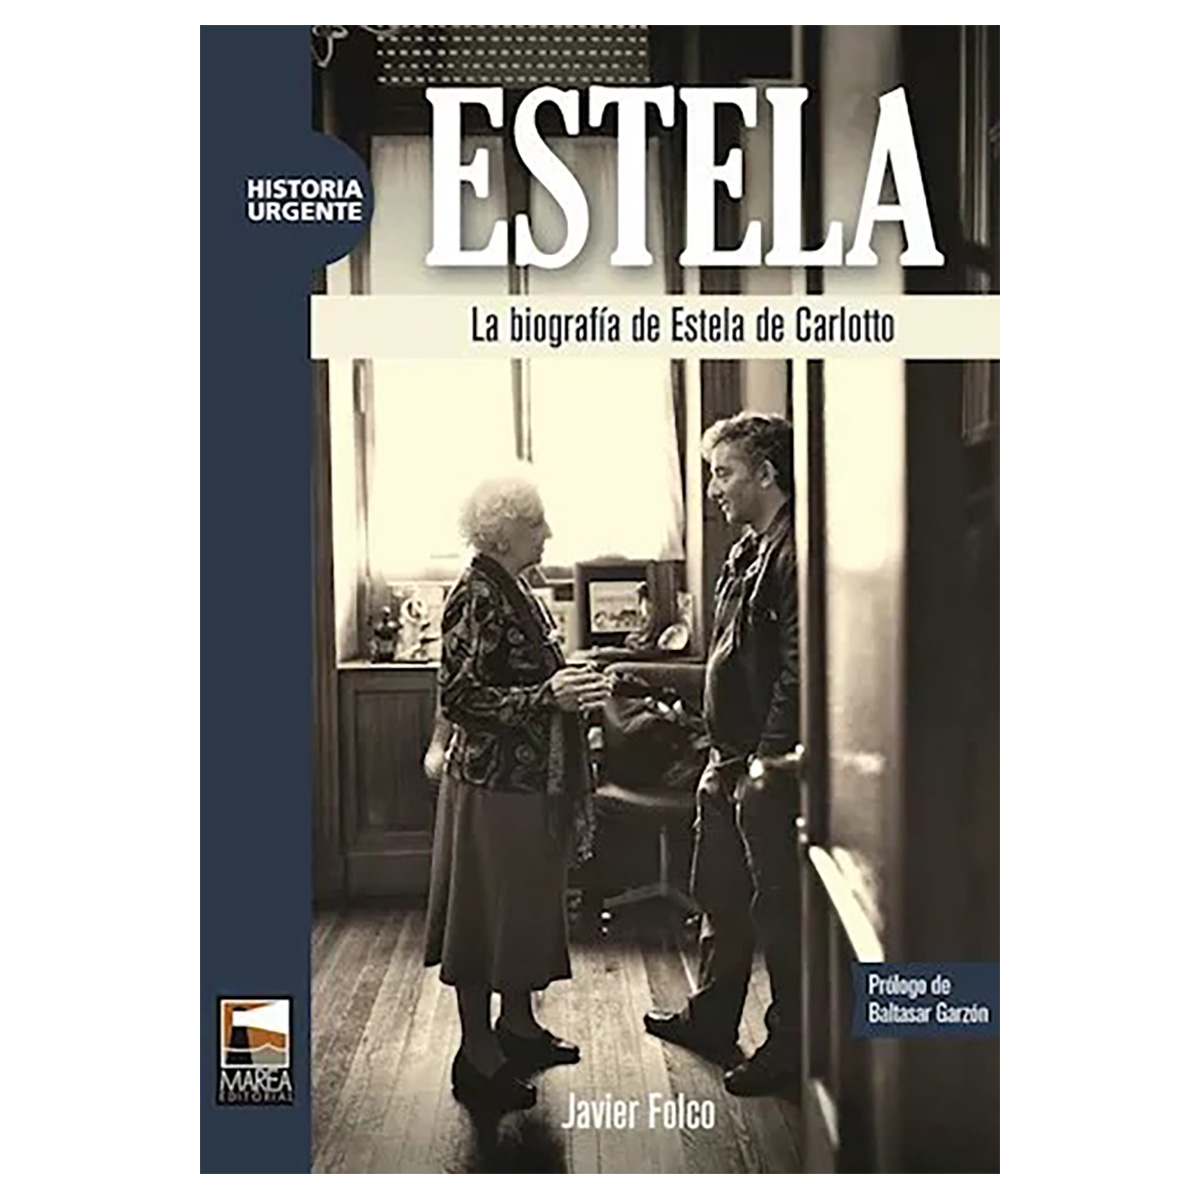 ESTELA
HISTORIA
URGENTE
La biografía de Estela de Carlotto
Prólogo de
Baltasar Garzón
MAREA
EDITORIAL
Javier Folco